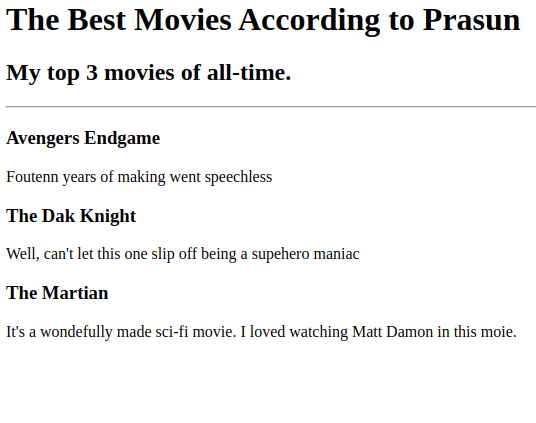 The Best Movies According to Prasun
My top 3 movies of all-time.
Avengers Endgame
Foutenn years of making went speechless
The Dak Knight
Well, can't let this one slip off being a supehero maniac
The Martian
It's a wondefully made sci-fi movie. I loved watching Matt Damon in this moie.